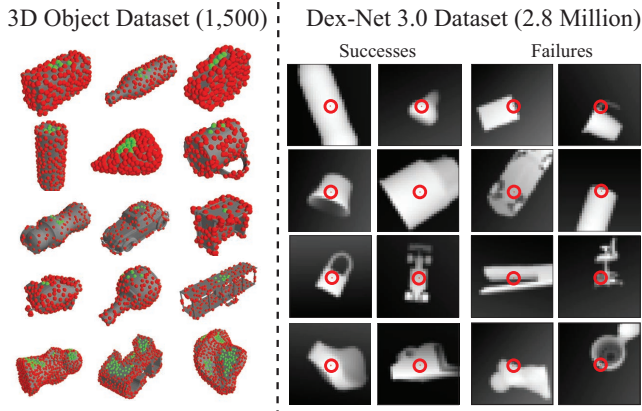 3D Object Dataset (1,500)
Dex-Net 3.0 Dataset (2.8 Million)
Successes
Failures